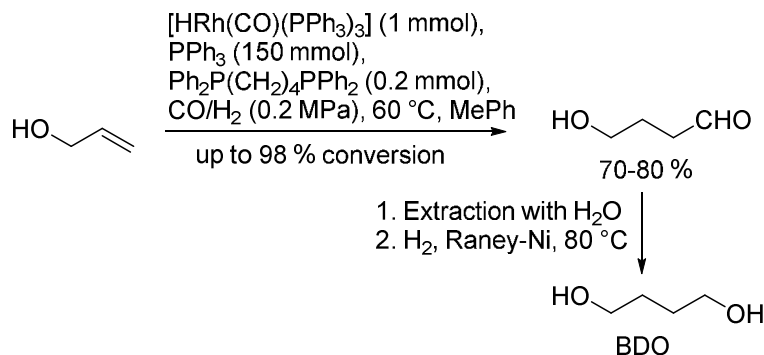 [HRh(CO)(PPh3)3] (1 mmol),
PPh3 (150 mmol),
Ph2P(CH2)4PPh2 (0.2 mmol),
CO/H2 (0.2 MPa), 60 °C, MePh
up to 98 % conversion
HO
HO
CHO
70-80 %
1. Extraction with H2O
2. H2, Raney-Ni, 80 °C
HO
OH
BDO